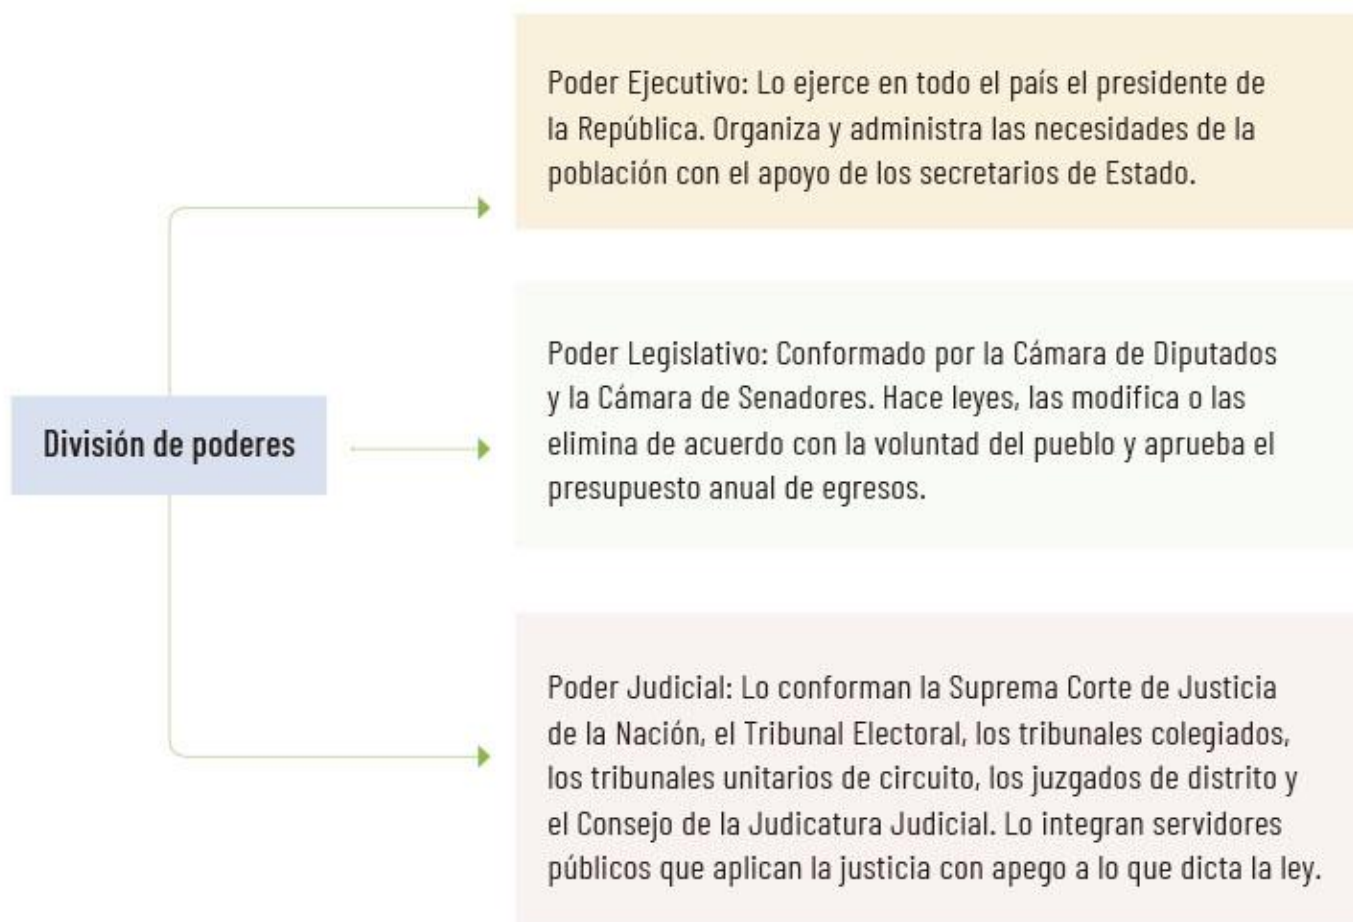 Poder Ejecutivo: Lo ejerce en todo el país el presidente de
la República. Organiza y administra las necesidades de la
población con el apoyo de los secretarios de Estado.
División de poderes
Poder Legislativo: Conformado por la Cámara de Diputados
y la Cámara de Senadores. Hace leyes, las modifica o las
elimina de acuerdo con la voluntad del pueblo y aprueba el
presupuesto anual de egresos.
Poder Judicial: Lo conforman la Suprema Corte de Justicia
de la Nación, el Tribunal Electoral, los tribunales colegiados,
los tribunales unitarios de circuito, los juzgados de distrito y
el Consejo de la Judicatura Judicial. Lo integran servidores
públicos que aplican la justicia con apego a lo que dicta la ley.